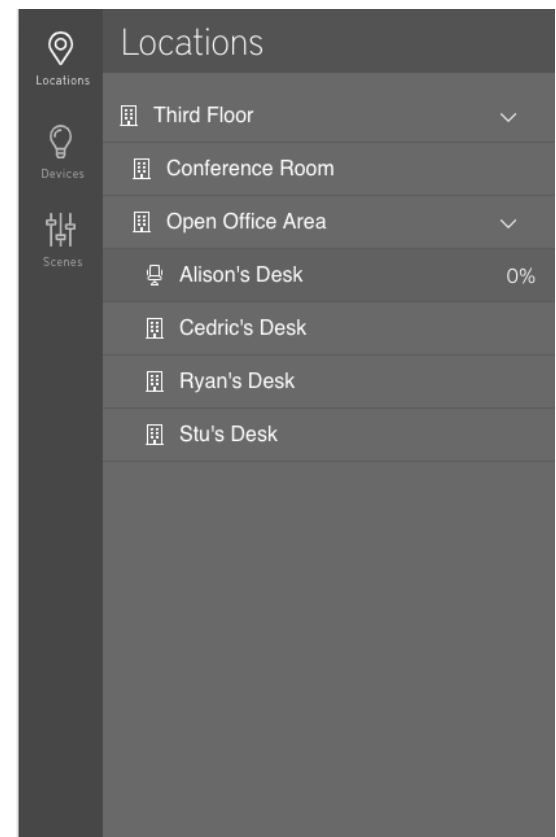 Locations
Devices
Scenes
Locations
Third Floor
Conference Room
Open Office Area
Alison's Desk 0%
Cedric's Desk
Ryan's Desk
Stu's Desk